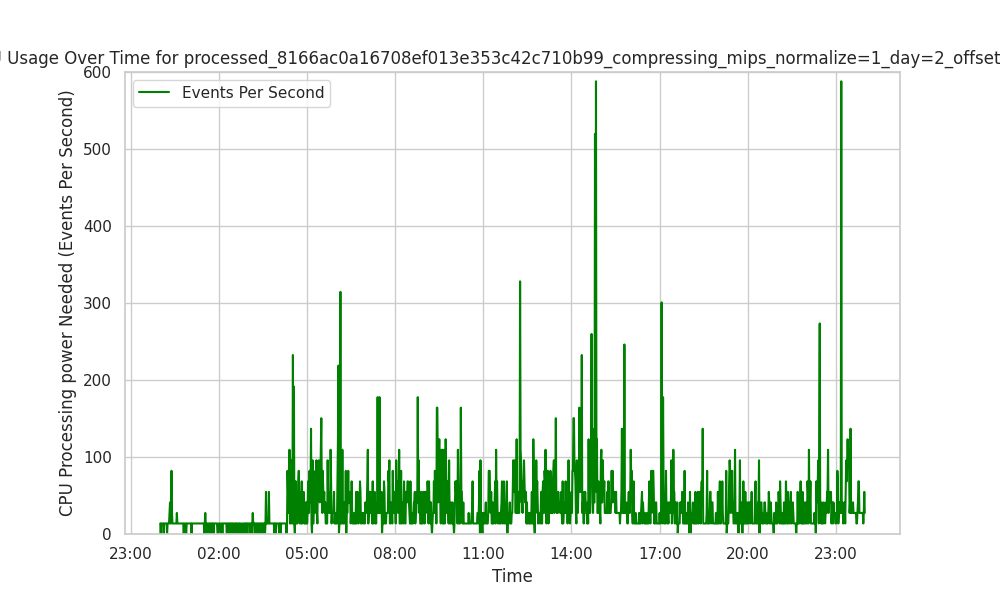 Usage Over Time for processed_8166ac0a16708ef013e353c42c710b99_compressing_mips_normalize=1_day=2_offset
Events Per Second
CPU Processing power Needed (Events Per Second)
600
500
400
300
200
100
0
23:00 02:00 05:00 08:00 11:00 14:00 17:00 20:00 23:00
Time